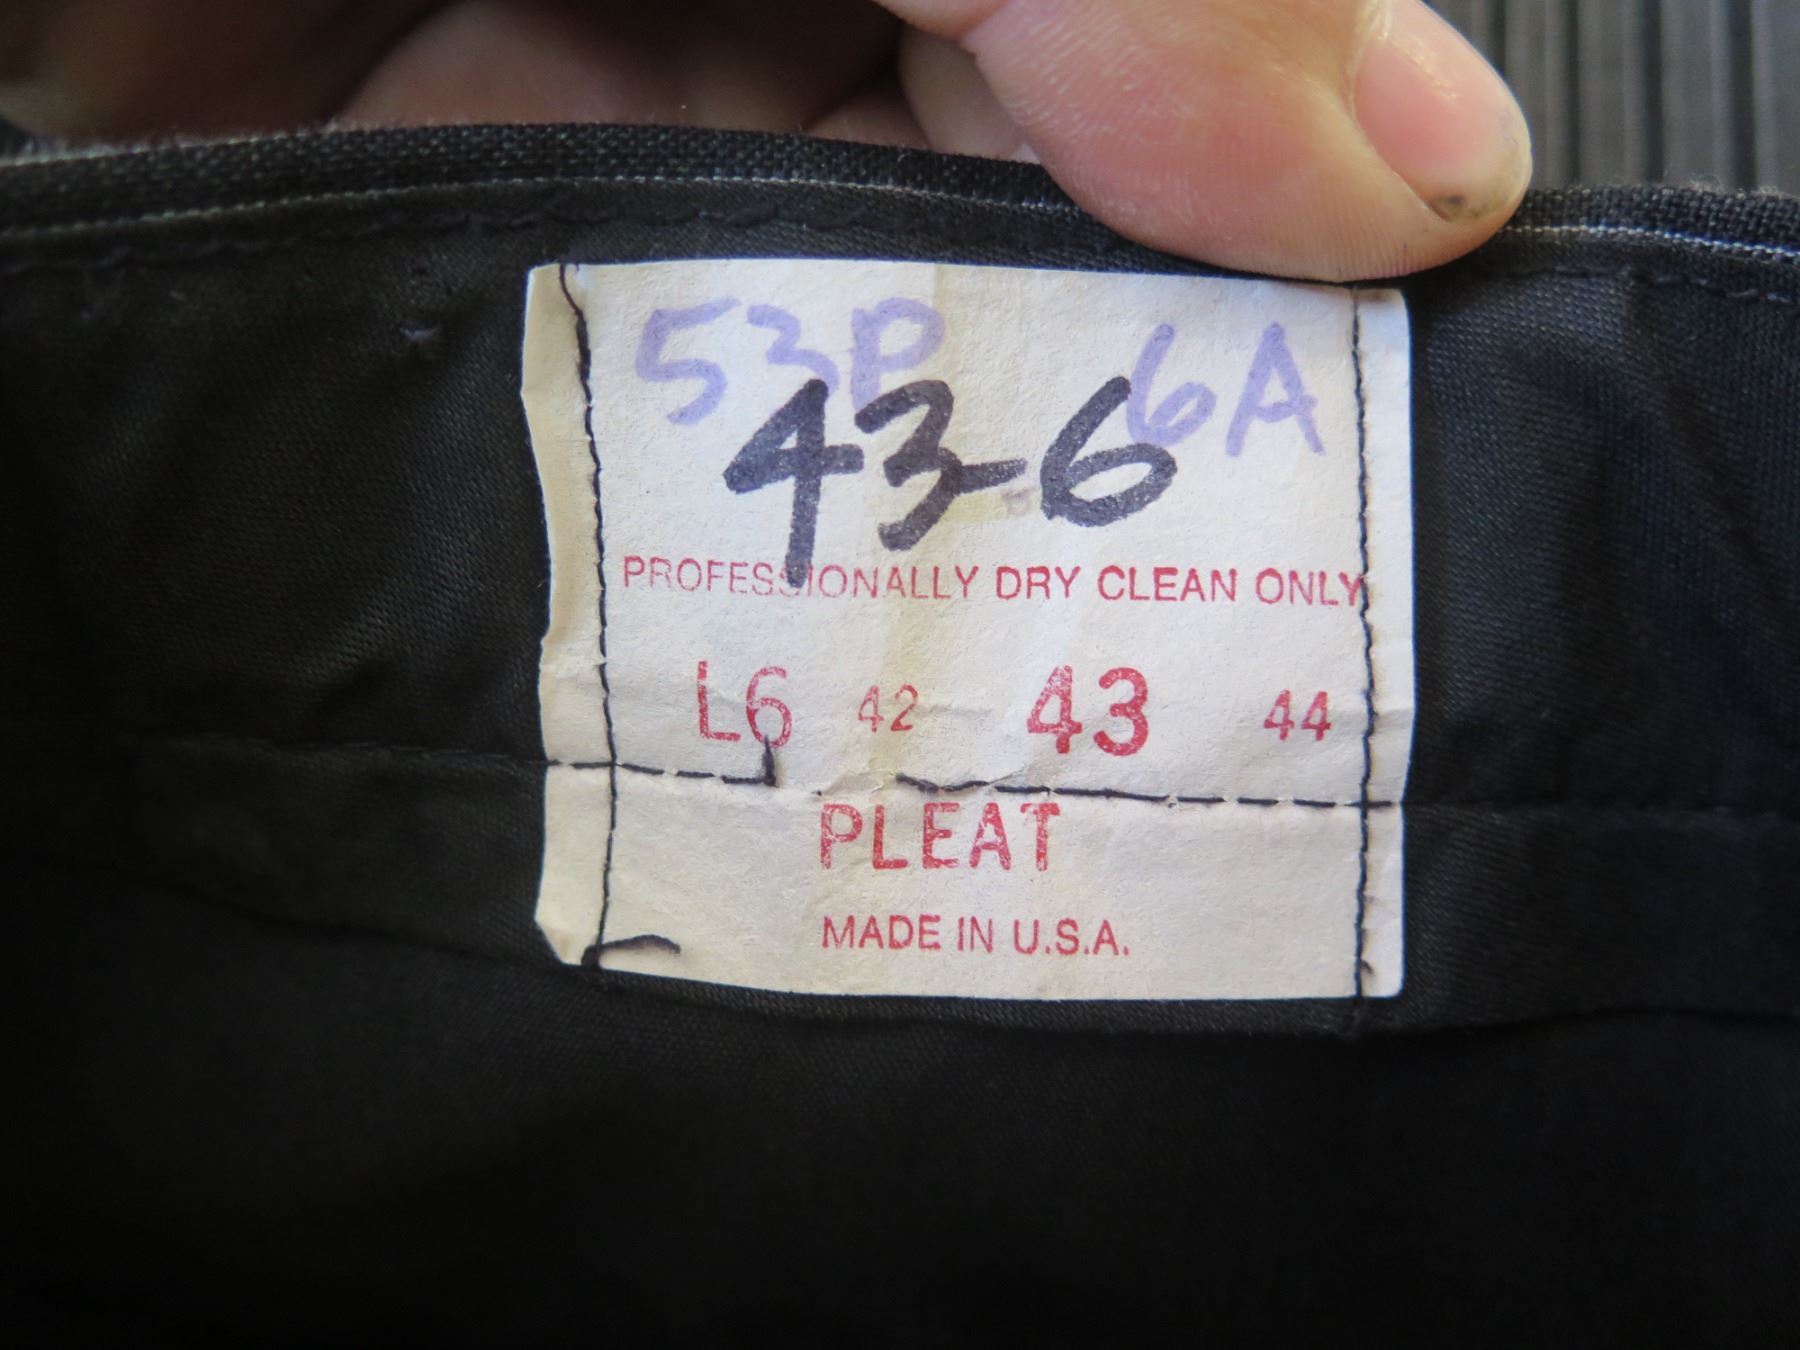 53P 6A
43-6
PROFESSIONALLY DRY CLEAN ONLY
L6 42 43 44
PLEAT
MADE IN U.S.A.